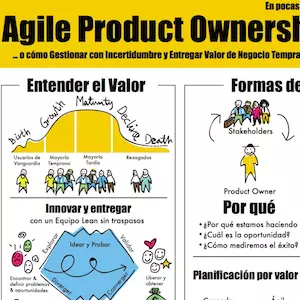 En pocas
Agile Product Owners
... o cómo Gestionar con Incertidumbre y Entregar Valor de Negocio Tempra
Entender el Valor
Birth
Growth
Maturity
Decline
Death
Usuarios de
Vanguardia
Mayoría
Temprana
Mayoría
Tardía
Rezagados
Innovar y entregar
con un Equipo Lean sin traspasos
Explorar
Idear y Probar
Validar
Encontrar &
definir problemas
& oportunidades
Construir
Liberar y
obtener
Formas de
Stakeholders
Product Owner
Por qué
• ¿Por qué estamos haciendo
• ¿Cuál es la oportunidad?
• ¿Cómo mediremos el éxito?
Planificación por valor